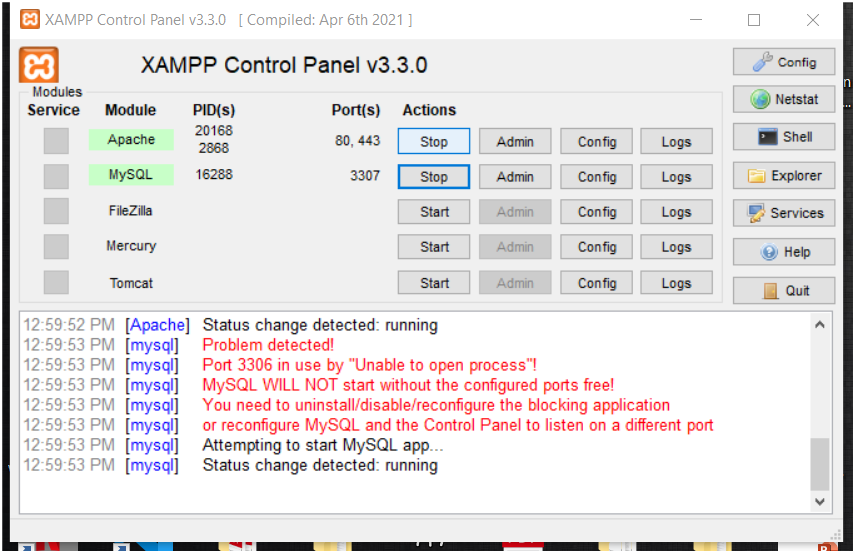 XAMPP Control Panel v3.3.0 [ Compiled: Apr 6th 2021 ]
XAMPP Control Panel v3.3.0
Config
Modules
Service Module PID(s) Port(s) Actions
Netstat
Apache 20168 2868 80, 443 Stop Admin Config Logs
Shell
MySQL 16288 3307 Stop Admin Config Logs
Explorer
FileZilla Start Admin Config Logs
Services
Mercury Start Admin Config Logs
Help
Tomcat Start Admin Config Logs
Quit
12:59:52 PM [Apache] Status change detected: running
12:59:53 PM [mysql] Problem detected!
12:59:53 PM [mysql] Port 3306 in use by "Unable to open process"!
12:59:53 PM [mysql] MySQL WILL NOT start without the configured ports free!
12:59:53 PM [mysql] You need to uninstall/disable/reconfigure the blocking application
12:59:53 PM [mysql] or reconfigure MySQL and the Control Panel to listen on a different port
12:59:53 PM [mysql] Attempting to start MySQL app...
12:59:53 PM [mysql] Status change detected: running